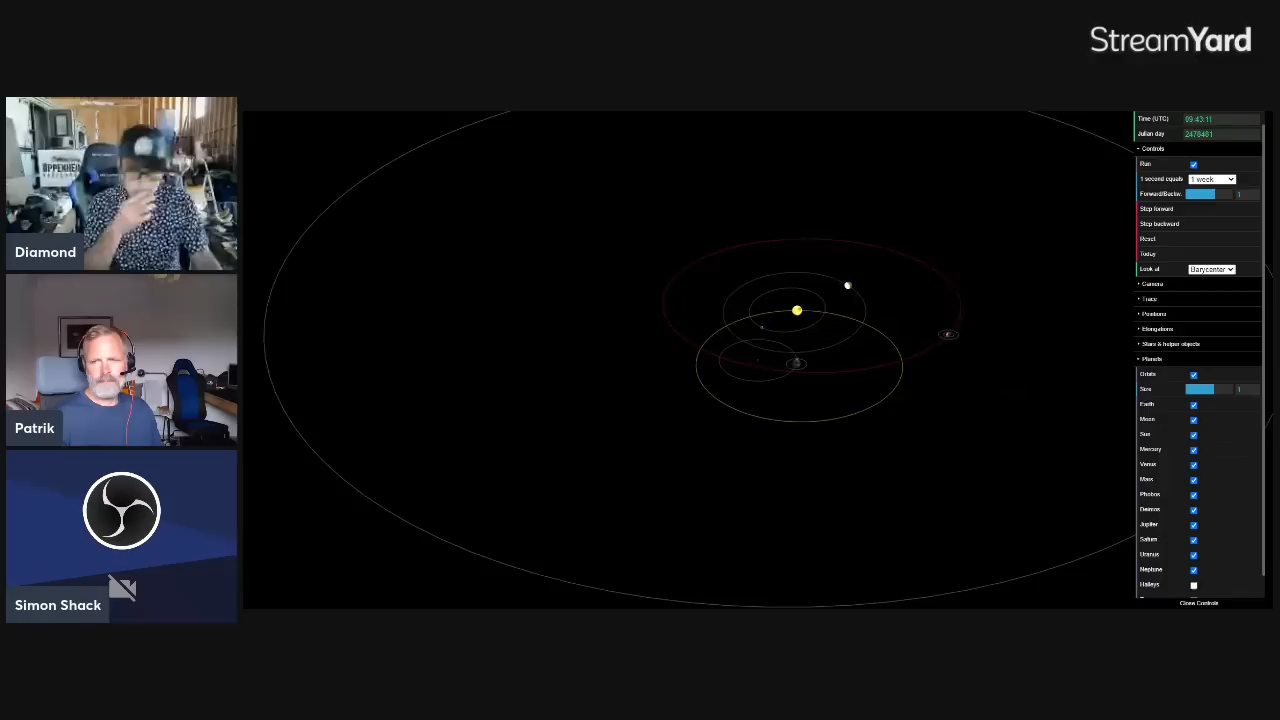 StreamYard
OPPENHEIM
Diamond
Patrik
Simon Shack
Time (UTC) 09:43:11
Julian day 2478481
Controls
Run
1 second equals 1 week
Forward/Backw. 1
Step forward
Step backward
Reset
Today
Look at Barycenter
Camera
Trace
Positions
Elongations
Stars & helper objects
Planets
Orbits
Size 1
Earth
Moon
Sun
Mercury
Venus
Mars
Phobos
Deimos
Jupiter
Saturn
Uranus
Neptune
Halleys
Close Controls